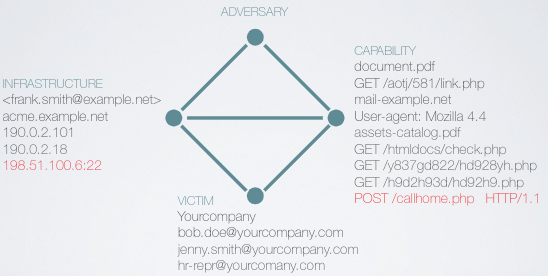 ADVERSARY
CAPABILITY
document.pdf
GET /aotj/581/link.php
mail-example.net
User-agent: Mozilla 4.4
assets-catalog.pdf
GET /htmldocs/check.php
GET /y837gd822/hd928yh.php
GET /h9d2h93d/hd92h9.php
POST /callhome.php HTTP/1.1
INFRASTRUCTURE
<frank.smith@example.net>
acme.example.net
190.0.2.101
190.0.2.18
198.51.100.6:22
VICTIM
Yourcompany
bob.doe@yourcompany.com
jenny.smith@yourcompany.com
hr-repr@yourcomany.com